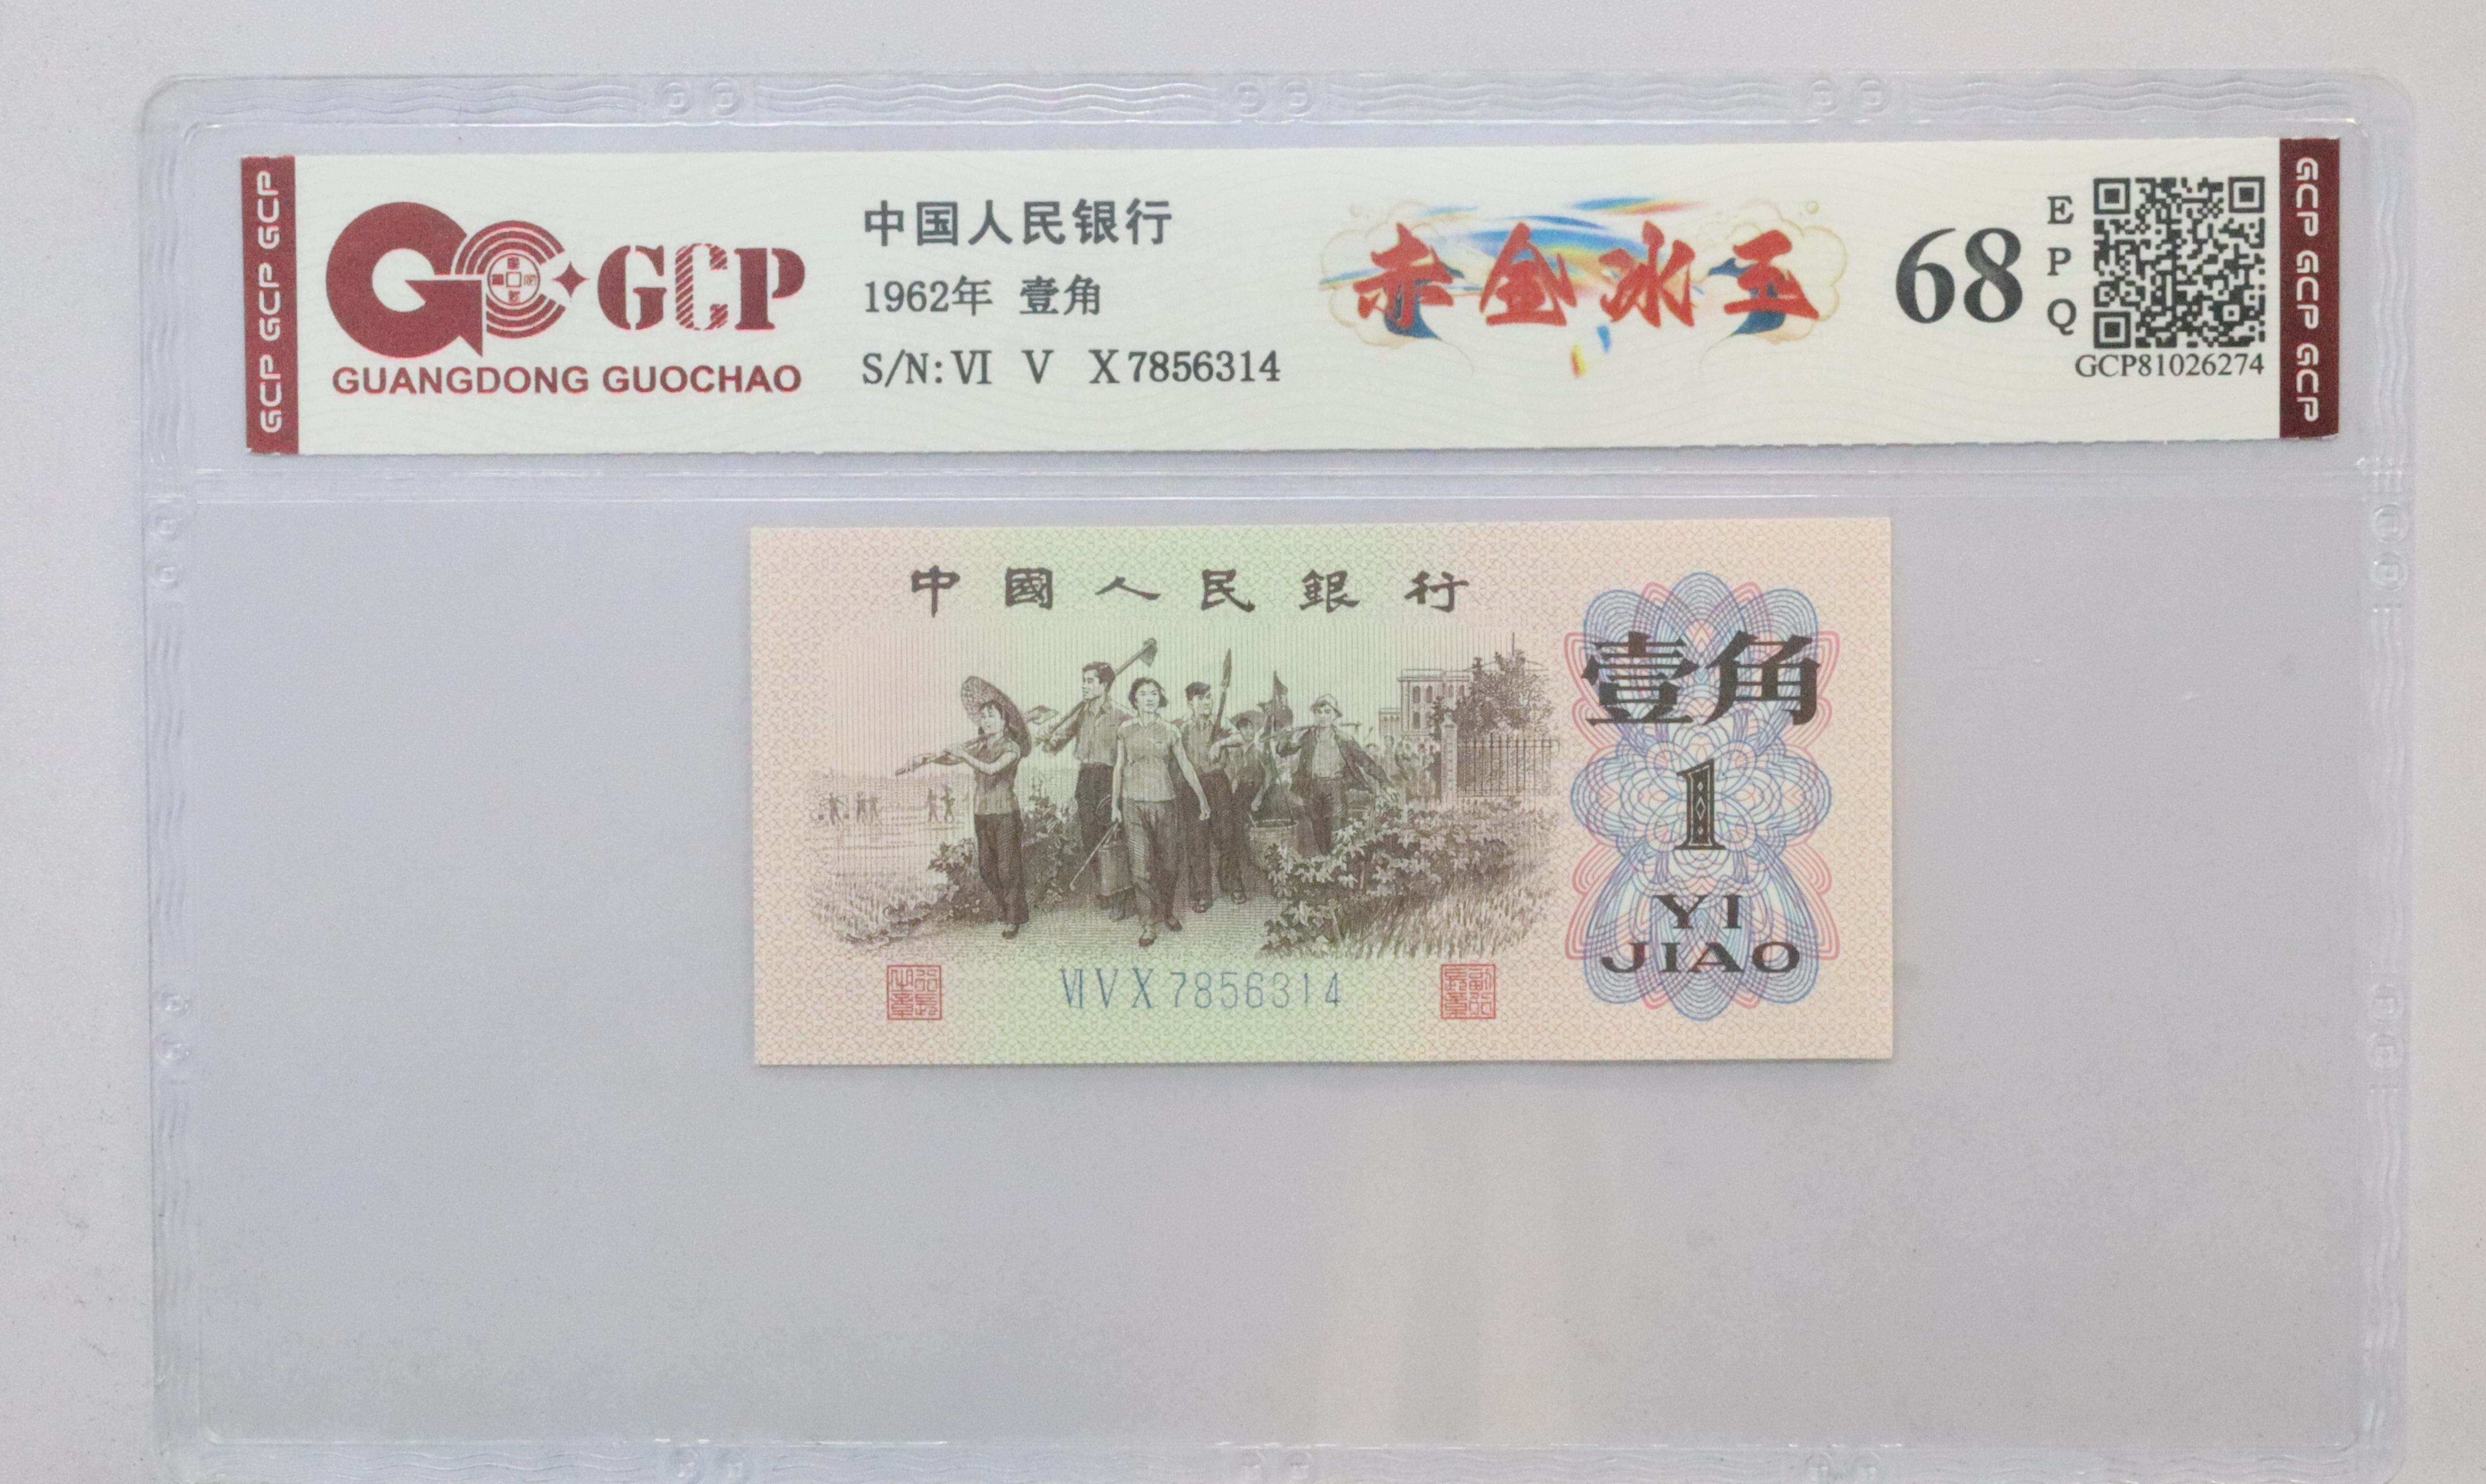 GCP GCP GCP
GCP
GUANGDONG GUOCHAO
中国人民银行
1962年 壹角
S/N: VI V X 7856314
赤金冰玉
68
E
P
Q
GCP81026274
GCP GCP GCP
中國人民銀行
壹角
1
YI
JIAO
VI V X 7856314